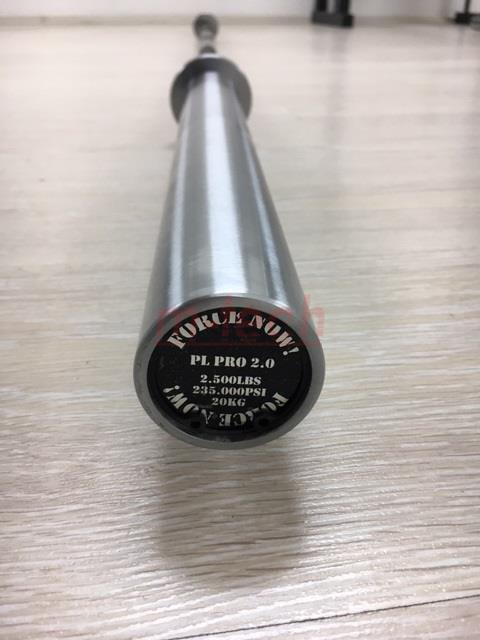 FORCE NOW!
PL PRO 2.0
2.500LBS
235.000PSI
20KG
FORCE NOW!